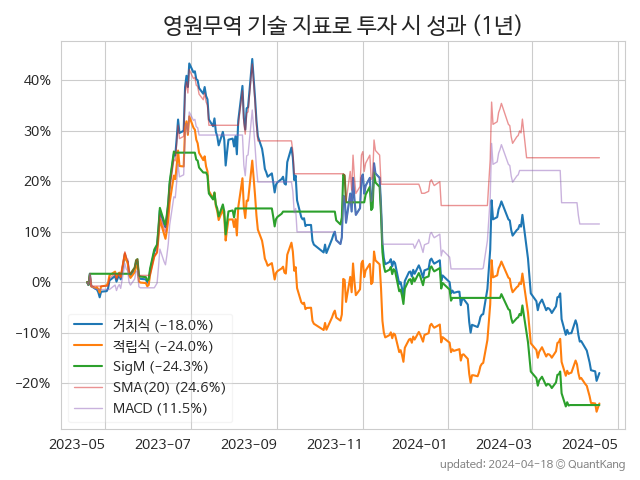 영원무역 기술 지표로 투자 시 성과 (1년)
40%
30%
20%
10%
0%
−10%
−20%
거치식 (−18.0%)
적립식 (−24.0%)
SigM (−24.3%)
SMA(20) (24.6%)
MACD (11.5%)
2023-05 2023-07 2023-09 2023-11 2024-01 2024-03 2024-05
updated: 2024-04-18 © QuantKang